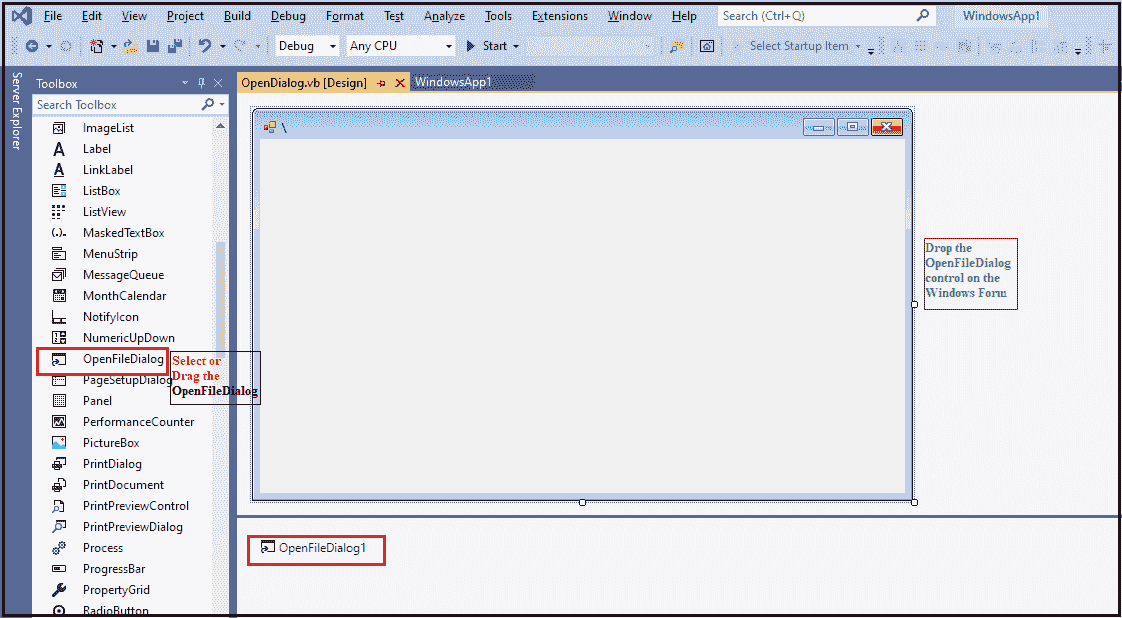 File Edit View Project Build Debug Format Test Analyze Tools Extensions Window Help Search (Ctrl+Q) WindowsApp1
Debug Any CPU Start Select Startup Item
Server Explorer
Toolbox
OpenDialog.vb [Design] WindowsApp1
Search Toolbox
\
ImageList
Label
LinkLabel
ListBox
ListView
MaskedTextBox
MenuStrip
MessageQueue
MonthCalendar
NotifyIcon
NumericUpDown
OpenFileDialog
PageSetupDialog
Panel
PerformanceCounter
PictureBox
PrintDialog
PrintDocument
PrintPreviewControl
PrintPreviewDialog
Process
ProgressBar
PropertyGrid
RadioButton
Select or
Drag the
OpenFileDialog
Drop the
OpenFileDialog
control on the
Windows Form
OpenFileDialog1